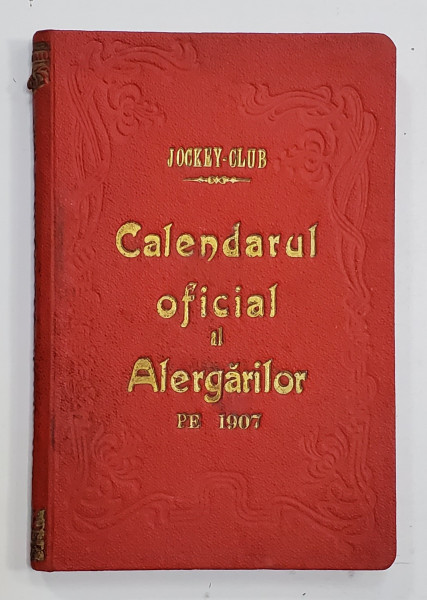 JOCKEY-CLUB
Calendarul
oficial
al
Alergărilor
PE 1907